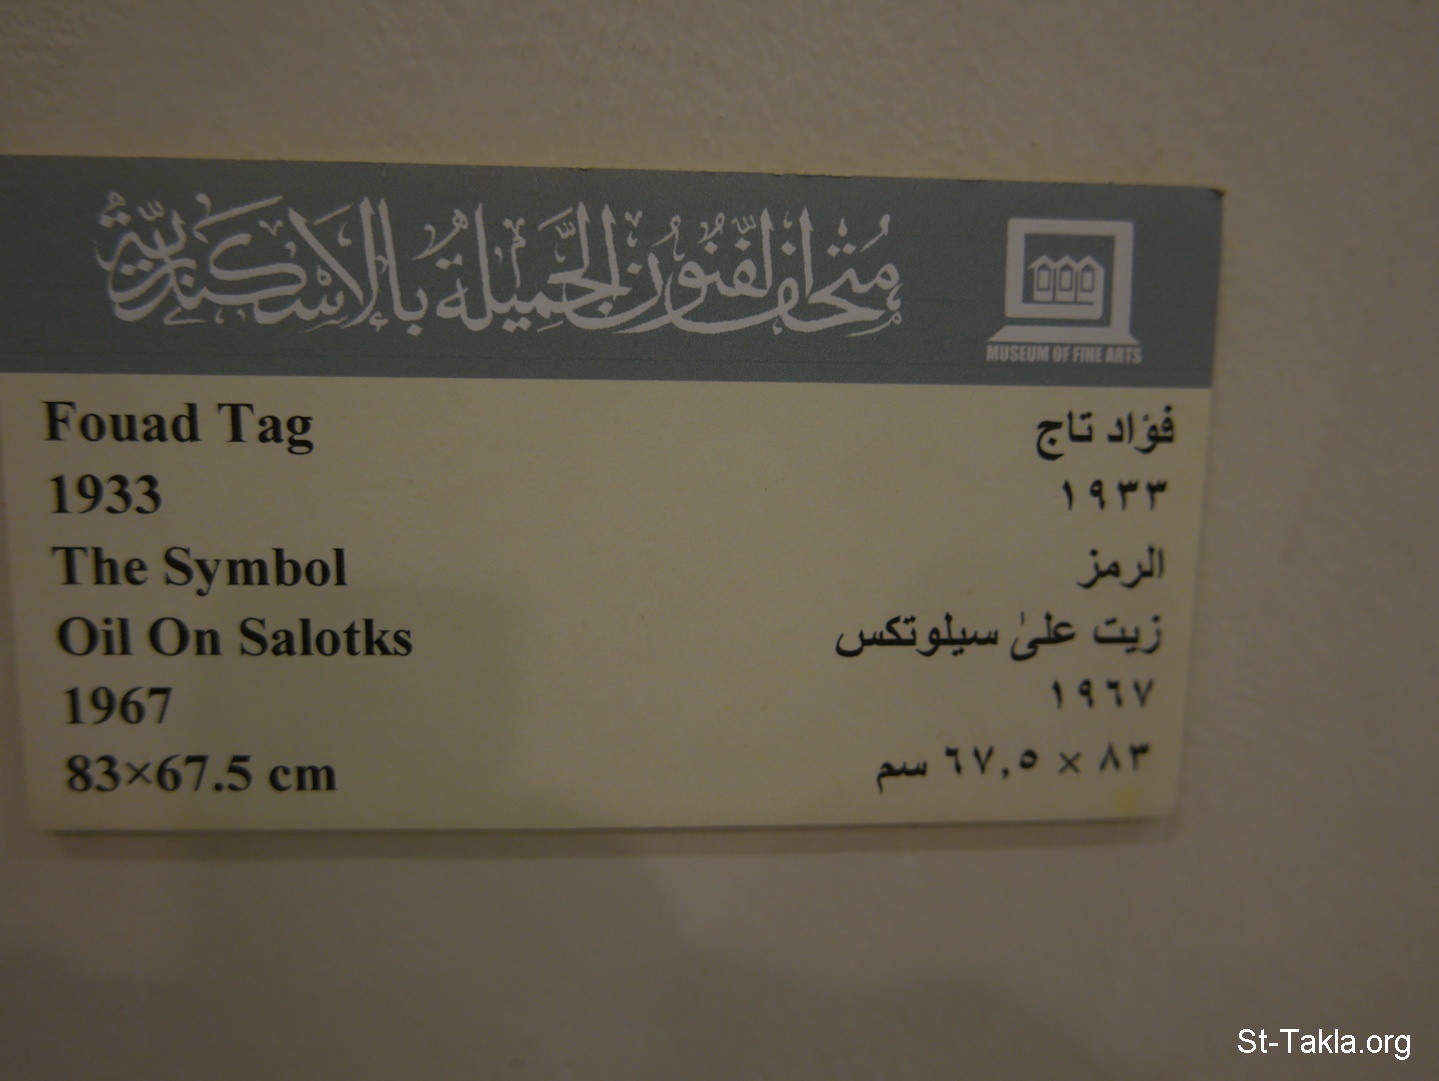 متحف الفنون الجميلة بالإسكندرية
MUSEUM OF FINE ARTS
Fouad Tag
فؤاد تاج
1933
١٩٣٣
The Symbol
الرمز
Oil On Salotks
زيت على سيلوتكس
1967
١٩٦٧
83×67.5 cm
٨٣ × ٦٧,٥ سم
St-Takla.org